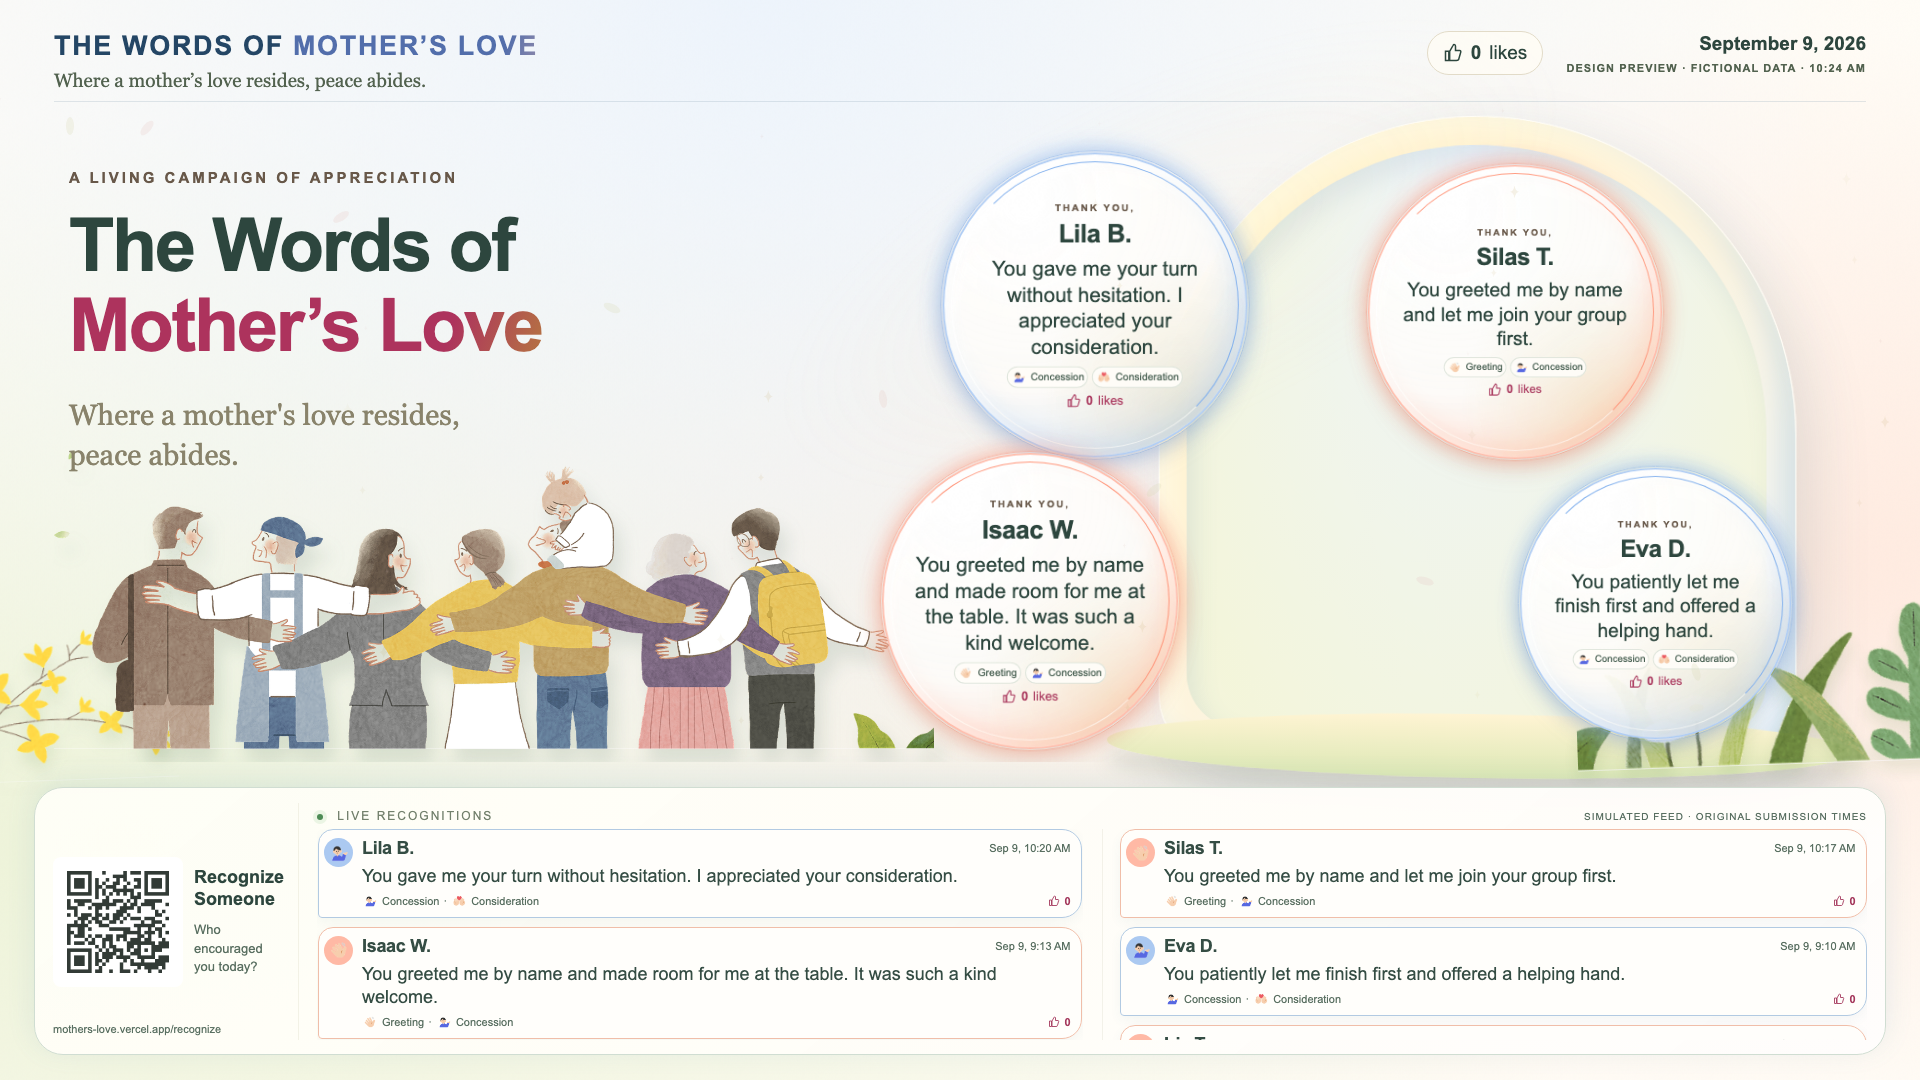 THE WORDS OF MOTHER’S LOVE
Where a mother’s love resides, peace abides.
0 likes
September 9, 2026
DESIGN PREVIEW · FICTIONAL DATA · 10:24 AM
A LIVING CAMPAIGN OF APPRECIATION
The Words of
Mother’s Love
Where a mother's love resides,
peace abides.
THANK YOU,
Lila B.
You gave me your turn
without hesitation. I
appreciated your
consideration.
Concession Consideration
0 likes
THANK YOU,
Silas T.
You greeted me by name
and let me join your group
first.
Greeting Concession
0 likes
THANK YOU,
Isaac W.
You greeted me by name
and made room for me at
the table. It was such a
kind welcome.
Greeting Concession
0 likes
THANK YOU,
Eva D.
You patiently let me
finish first and offered a
helping hand.
Concession Consideration
0 likes
Recognize
Someone
Who
encouraged
you today?
mothers-love.vercel.app/recognize
LIVE RECOGNITIONS
SIMULATED FEED · ORIGINAL SUBMISSION TIMES
Lila B.
Sep 9, 10:20 AM
You gave me your turn without hesitation. I appreciated your consideration.
Concession · Consideration
0
Isaac W.
Sep 9, 9:13 AM
You greeted me by name and made room for me at the table. It was such a kind
welcome.
Greeting · Concession
0
Silas T.
Sep 9, 10:17 AM
You greeted me by name and let me join your group first.
Greeting · Concession
0
Eva D.
Sep 9, 9:10 AM
You patiently let me finish first and offered a helping hand.
Concession · Consideration
0